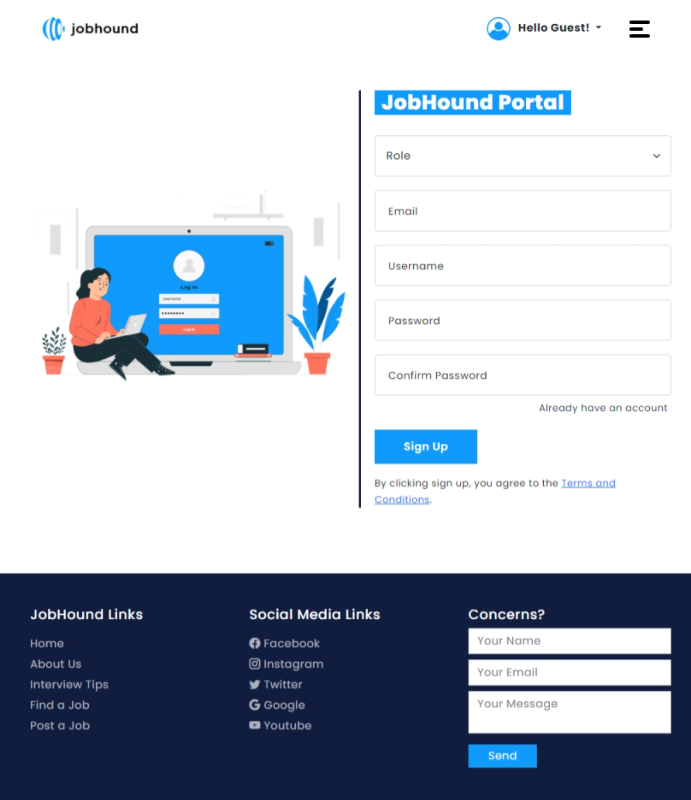 jobhound
Hello Guest!
JobHound Portal
Role
Email
Username
Password
Confirm Password
Already have an account
Sign Up
By clicking sign up, you agree to the Terms and
Conditions.
Log In
Log In
JobHound Links
Home
About Us
Interview Tips
Find a Job
Post a Job
Social Media Links
Facebook
Instagram
Twitter
Google
Youtube
Concerns?
Your Name
Your Email
Your Message
Send